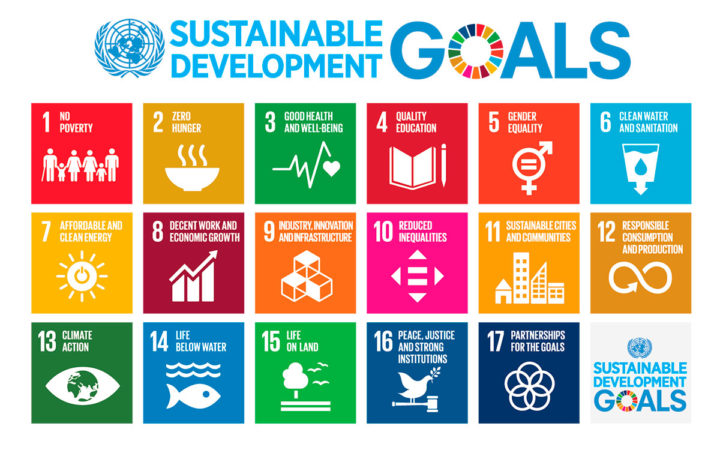 SUSTAINABLE
DEVELOPMENT
GOALS
1 NO
POVERTY
2 ZERO
HUNGER
3 GOOD HEALTH
AND WELL-BEING
4 QUALITY
EDUCATION
5 GENDER
EQUALITY
6 CLEAN WATER
AND SANITATION
7 AFFORDABLE AND
CLEAN ENERGY
8 DECENT WORK AND
ECONOMIC GROWTH
9 INDUSTRY, INNOVATION
AND INFRASTRUCTURE
10 REDUCED
INEQUALITIES
11 SUSTAINABLE CITIES
AND COMMUNITIES
12 RESPONSIBLE
CONSUMPTION
AND PRODUCTION
13 CLIMATE
ACTION
14 LIFE
BELOW WATER
15 LIFE
ON LAND
16 PEACE, JUSTICE
AND STRONG
INSTITUTIONS
17 PARTNERSHIPS
FOR THE GOALS
SUSTAINABLE
DEVELOPMENT
GOALS